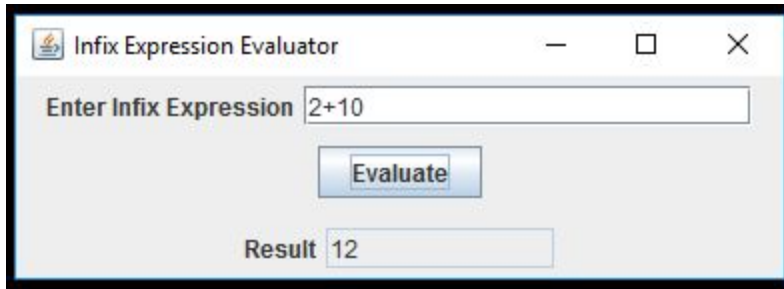 Infix Expression Evaluator
Enter Infix Expression 2+10
Evaluate
Result 12